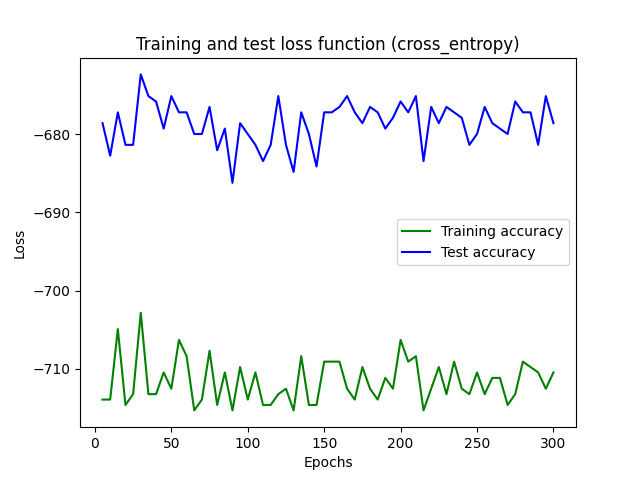 Training and test loss function (cross_entropy)
Loss
−680
−690
−700
−710
Training accuracy
Test accuracy
0 50 100 150 200 250 300
Epochs